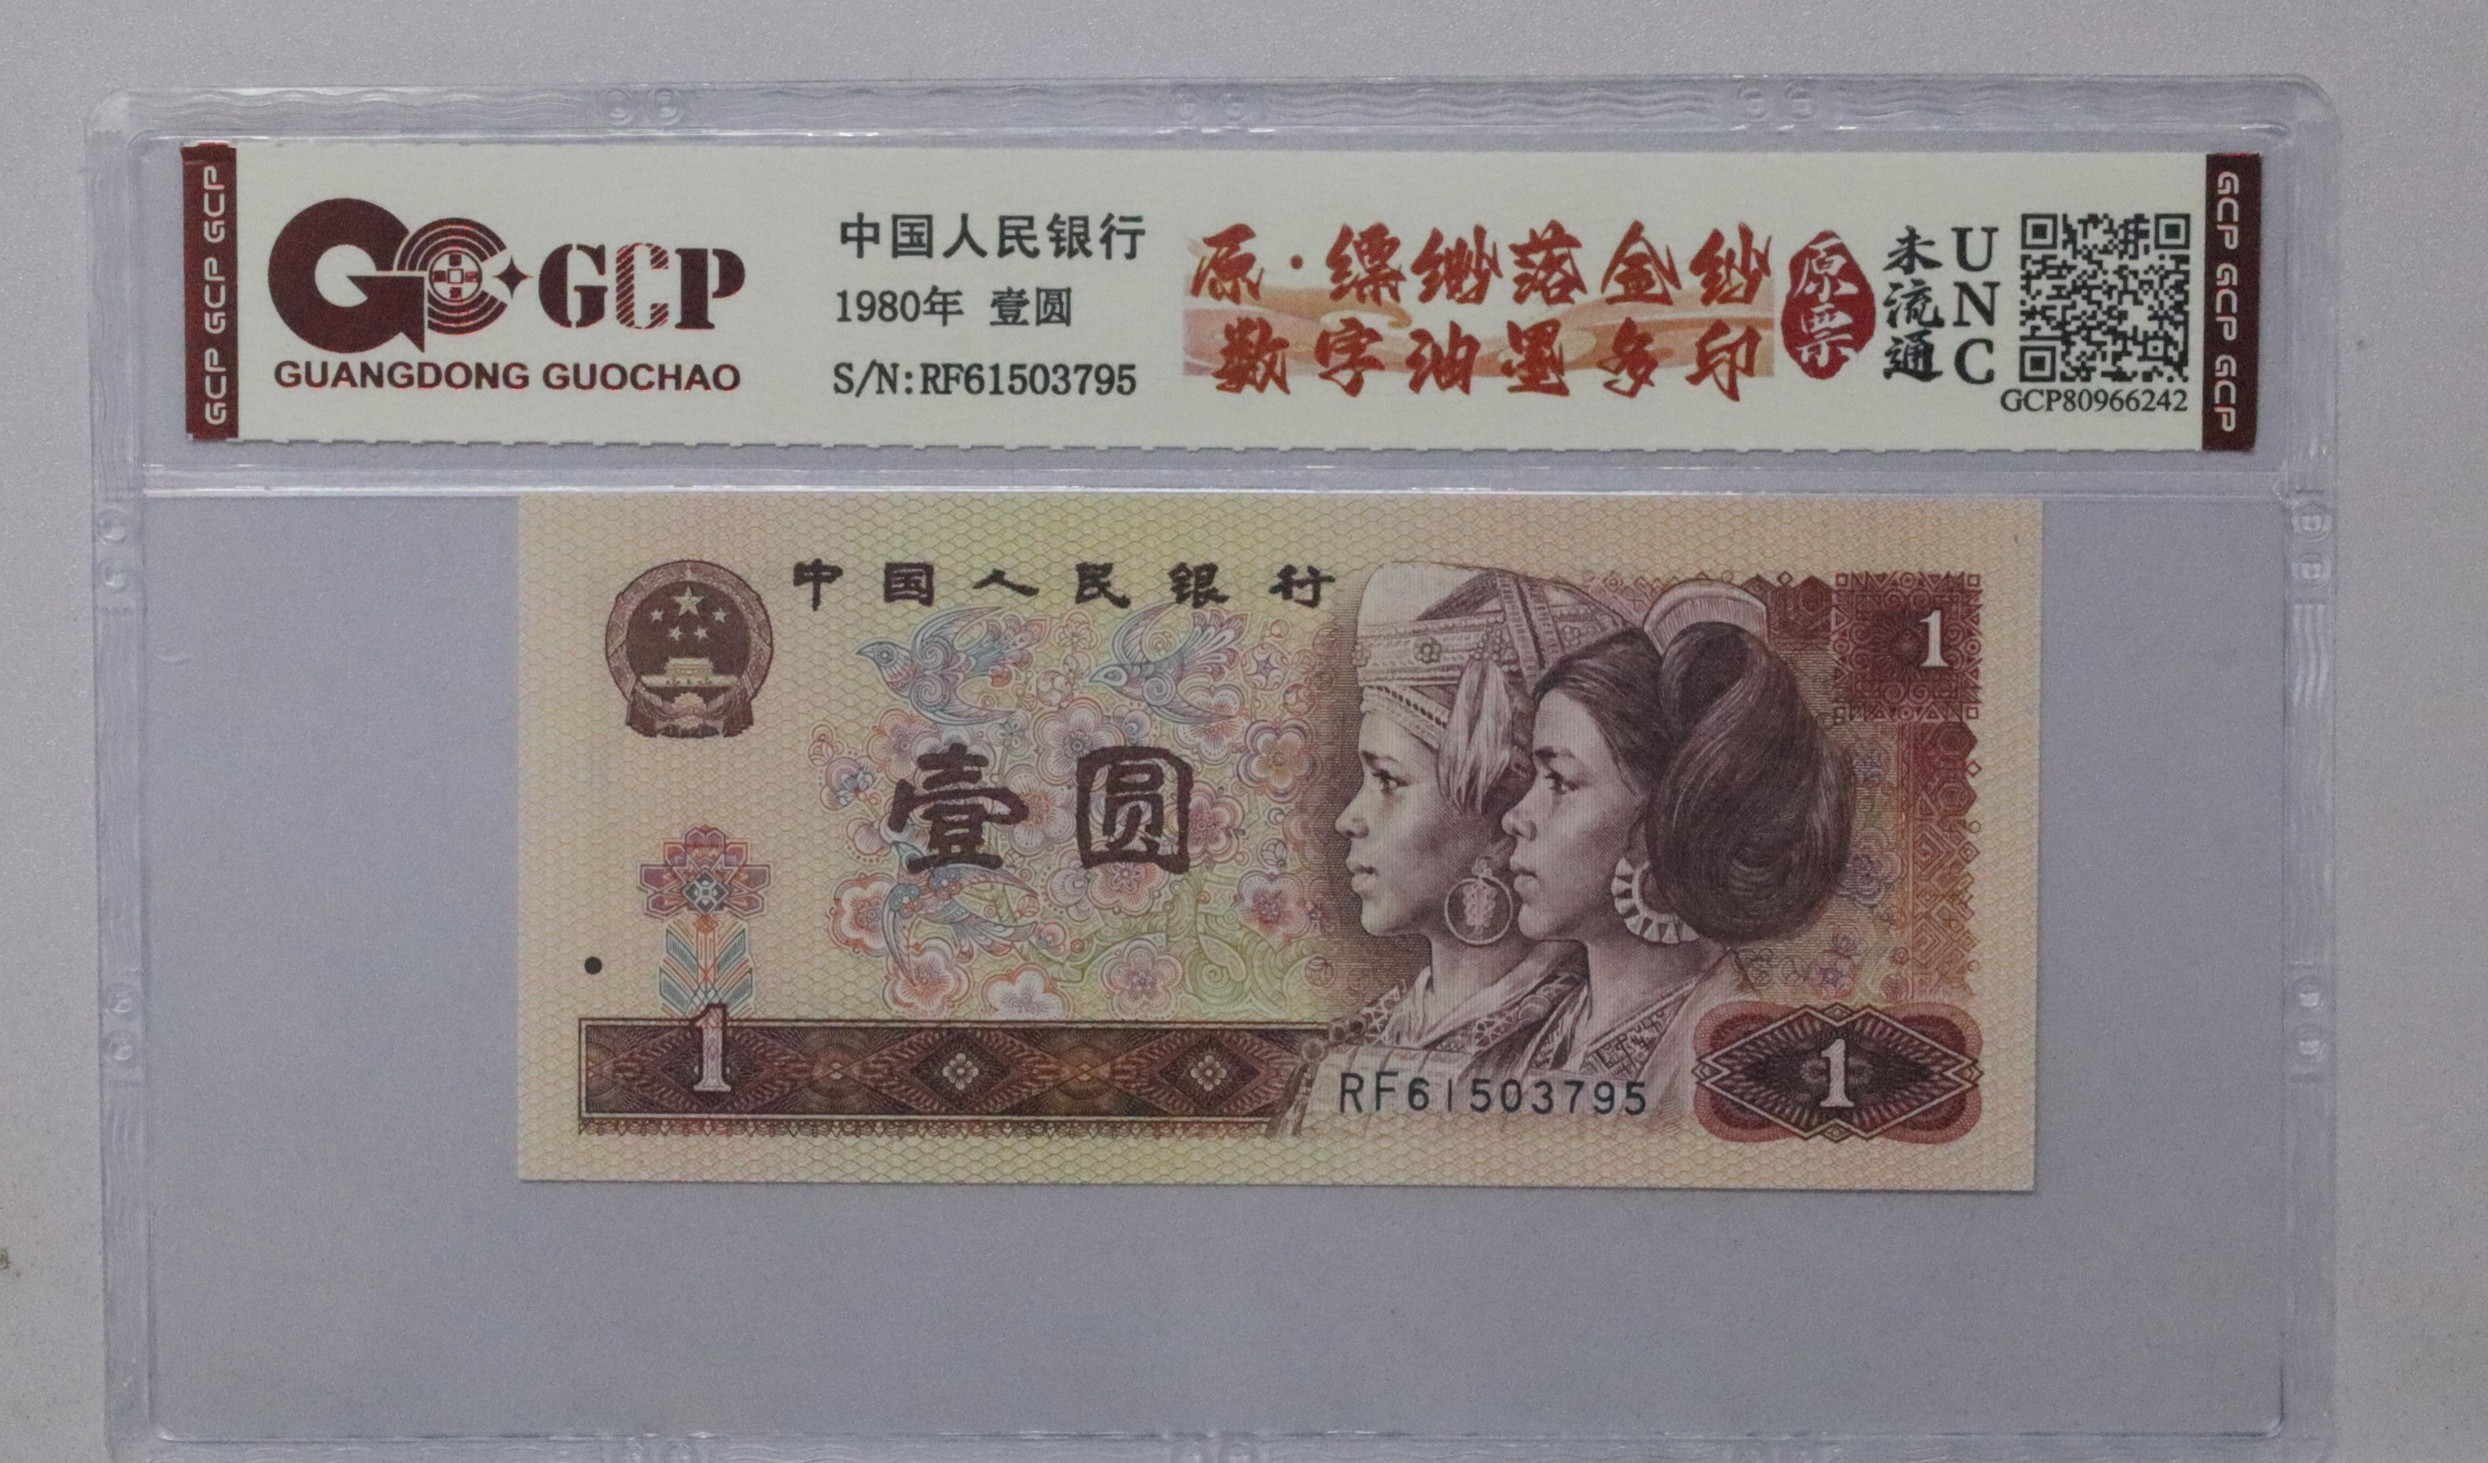 GCP GCP GCP
GCP
GUANGDONG GUOCHAO
中国人民银行
1980年 壹圆
S/N:RF61503795
原·缥缈落金纱
数字油墨多印
原票
未流通
UNC
GCP80966242
GCP GCP GCP
中国人民银行
1
壹圆
1
RF61503795
1